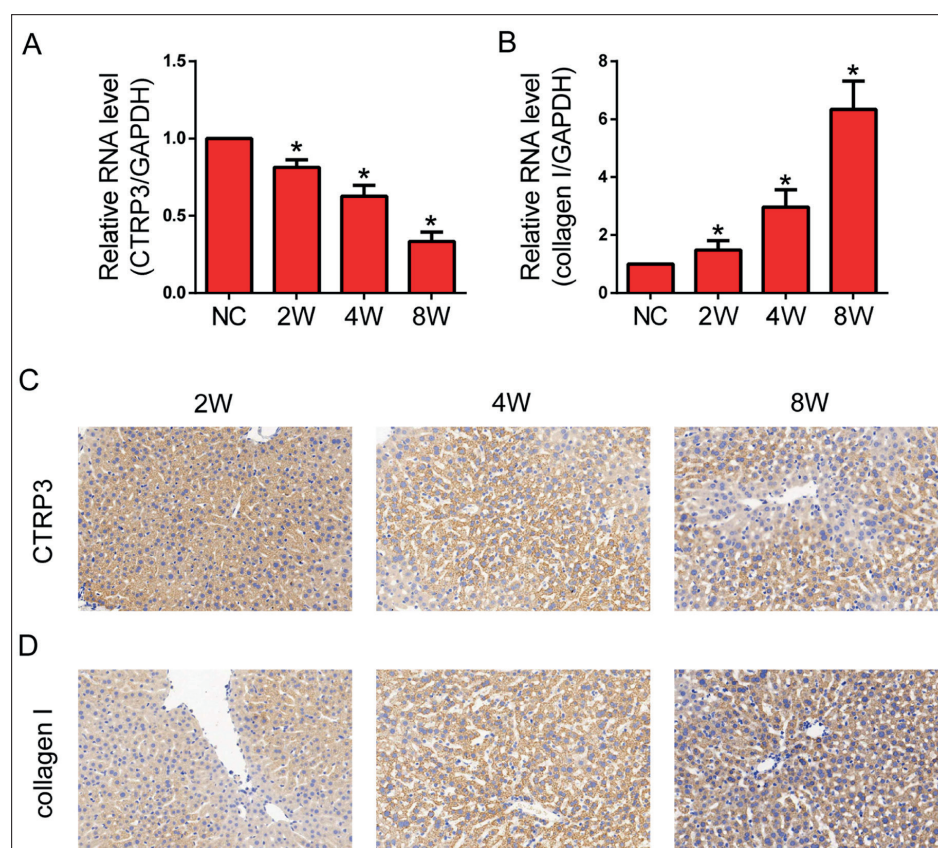 A
Relative RNA level
(CTRP3/GAPDH)
1.5
1.0
0.5
0.0
NC 2W 4W 8W
* * *
B
Relative RNA level
(collagen I/GAPDH)
8
6
4
2
0
NC 2W 4W 8W
* * *
C
2W 4W 8W
CTRP3
D
collagen I